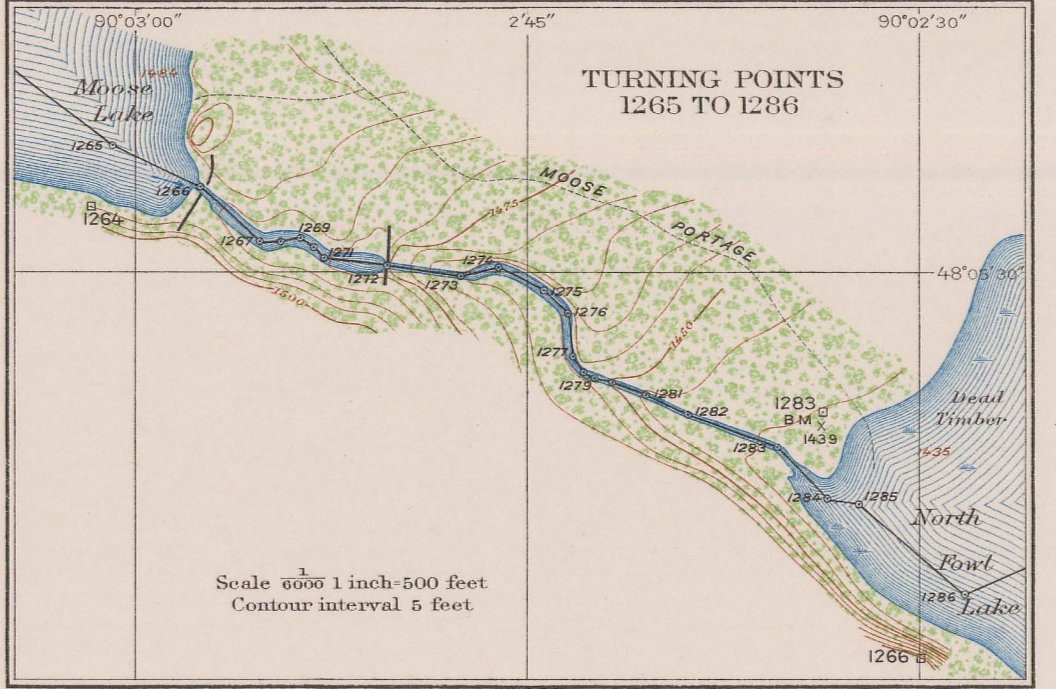 90°03′00″
2′45″
90°02′30″
TURNING POINTS
1265 TO 1286
1484
Moose
Lake
1265
1266
1264
1267
1269
1271
1272
1273
1274
1275
1276
1277
1279
1281
1282
1283
1284
1285
1286
1475
1500
1450
MOOSE PORTAGE
48°05′30″
1283
BM
X
1439
Dead
Timber
1435
North
Fowl
Lake
1266
Scale 1/6000 1 inch=500 feet
Contour interval 5 feet